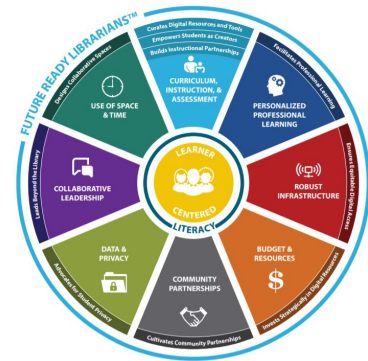 FUTURE READY LIBRARIANS™
Curates Digital Resources and Tools
Empowers Students as Creators
Builds Instructional Partnerships
CURRICULUM,
INSTRUCTION, &
ASSESSMENT
Facilitates Professional Learning
PERSONALIZED
PROFESSIONAL
LEARNING
Ensures Equitable Digital Access
ROBUST
INFRASTRUCTURE
Invests Strategically in Digital Resources
BUDGET &
RESOURCES
$
Cultivates Community Partnerships
COMMUNITY
PARTNERSHIPS
Advocates for Student Privacy
DATA &
PRIVACY
Leads Beyond the Library
COLLABORATIVE
LEADERSHIP
Designs Collaborative Spaces
USE OF SPACE
& TIME
LEARNER
CENTERED
LITERACY